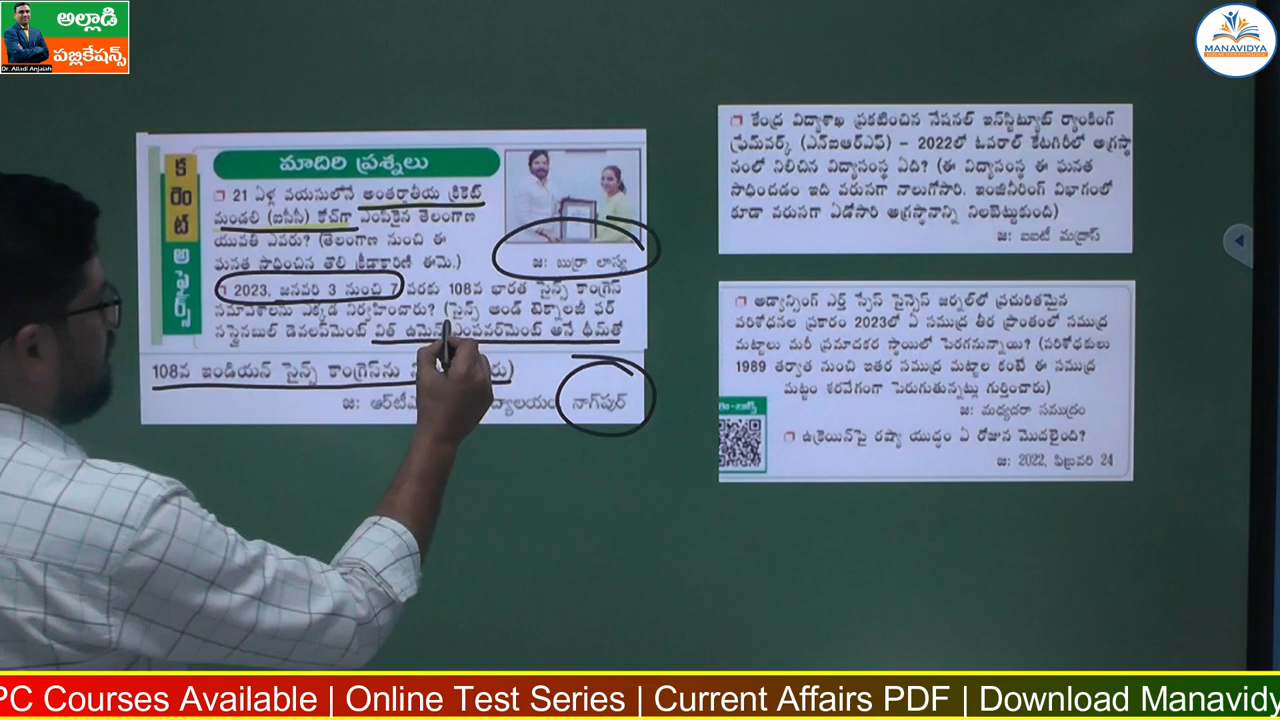 అల్లాడి
పబ్లికేషన్స్
Dr. Alladi Anjaiah
MANAVIDYA
కరెంట్ అఫైర్స్
మాదిరి ప్రశ్నలు
❒ 21 ఏళ్ల వయసులోనే అంతర్జాతీయ క్రికెట్
మండలి (ఐసీసీ) కోచ్‌గా ఎంపికైన తెలంగాణ
యువతి ఎవరు? (తెలంగాణ నుంచి ఈ
ఘనత సాధించిన తొలి క్రీడాకారిణి ఈమె.)
జ: బుర్రా లాస్య
❒ 2023, జనవరి 3 నుంచి 7 వరకు 108వ భారత సైన్స్ కాంగ్రెస్
సమావేశాలను ఎక్కడ నిర్వహించారు? (సైన్స్ అండ్ టెక్నాలజీ ఫర్
సస్టైనబుల్ డెవలప్‌మెంట్ విత్ ఉమెన్ ఎంపవర్‌మెంట్ అనే థీమ్‌తో
108వ ఇండియన్ సైన్స్ కాంగ్రెస్‌ను
జ: నాగ్‌పుర్
❒ కేంద్ర విద్యాశాఖ ప్రకటించిన నేషనల్ ఇన్‌స్టిట్యూట్ ర్యాంకింగ్
ఫ్రేమ్‌వర్క్ (ఎన్ఐఆర్ఎఫ్) - 2022లో ఓవరాల్ కేటగిరీలో అగ్రస్థా
నంలో నిలిచిన విద్యాసంస్థ ఏది? (ఈ విద్యాసంస్థ ఈ ఘనత
సాధించడం ఇది వరుసగా నాలుగోసారి. ఇంజినీరింగ్ విభాగంలో
కూడా వరుసగా ఏడోసారి అగ్రస్థానాన్ని నిలబెట్టుకుంది)
జ: ఐఐటీ మద్రాస్
❒ అడ్వాన్సింగ్ ఎర్త్ స్పేస్ సైన్సెస్ జర్నల్‌లో ప్రచురితమైన
పరిశోధనల ప్రకారం 2023లో ఏ సముద్ర తీర ప్రాంతంలో సముద్ర
మట్టాలు మరీ ప్రమాదకర స్థాయిలో పెరగనున్నాయి? (పరిశోధకులు
1989 తర్వాత నుంచి ఇతర సముద్ర మట్టాల కంటే ఈ సముద్ర
మట్టం శరవేగంగా పెరుగుతున్నట్లు గుర్తించారు)
జ: మధ్యదరా సముద్రం
❒ ఉక్రెయిన్‌పై రష్యా యుద్ధం ఏ రోజున మొదలైంది?
జ: 2022, ఫిబ్రవరి 24
PC Courses Available | Online Test Series | Current Affairs PDF | Download Manavidy